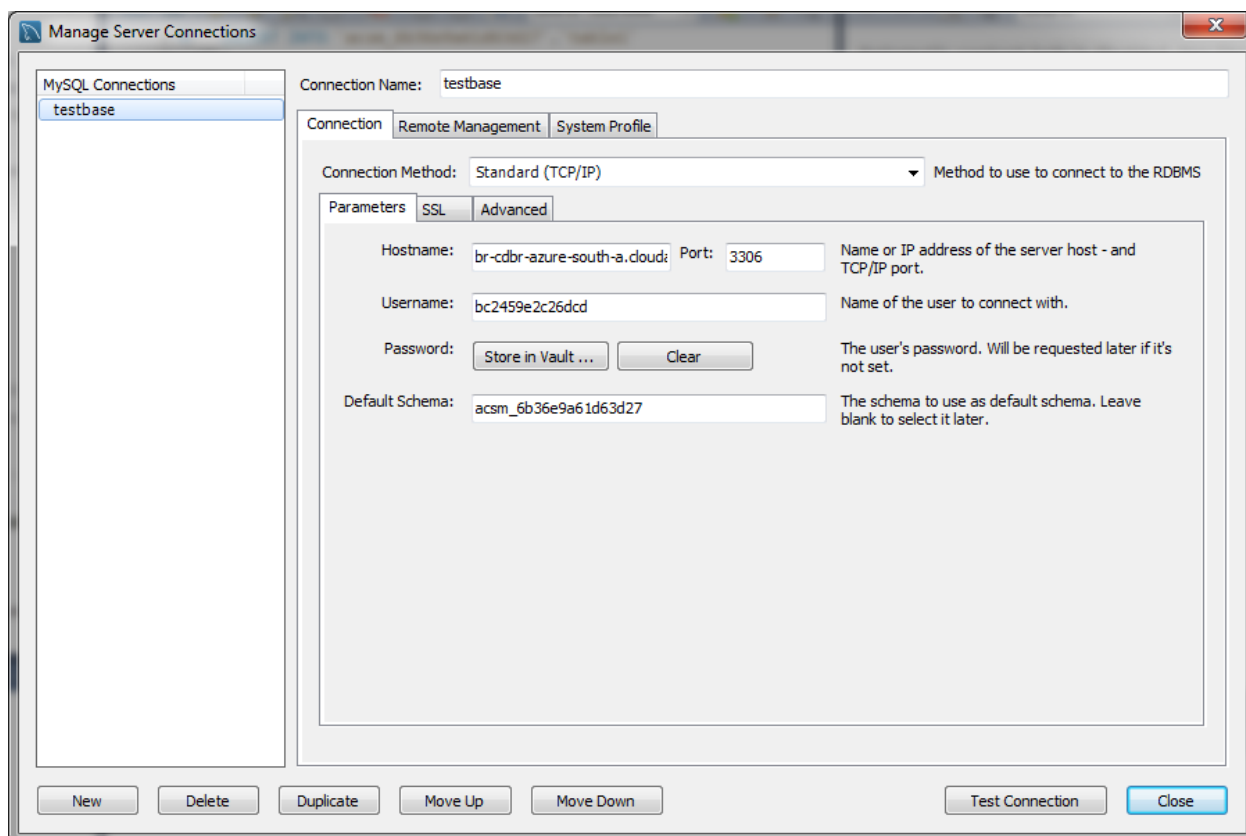 Manage Server Connections
MySQL Connections
testbase
Connection Name: testbase
Connection Remote Management System Profile
Connection Method: Standard (TCP/IP) Method to use to connect to the RDBMS
Parameters SSL Advanced
Hostname: br-cdbr-azure-south-a.cloud Port: 3306 Name or IP address of the server host - and
TCP/IP port.
Username: bc2459e2c26dcd Name of the user to connect with.
Password: Store in Vault ... Clear The user's password. Will be requested later if it's
not set.
Default Schema: acsm_6b36e9a61d63d27 The schema to use as default schema. Leave
blank to select it later.
New Delete Duplicate Move Up Move Down Test Connection Close